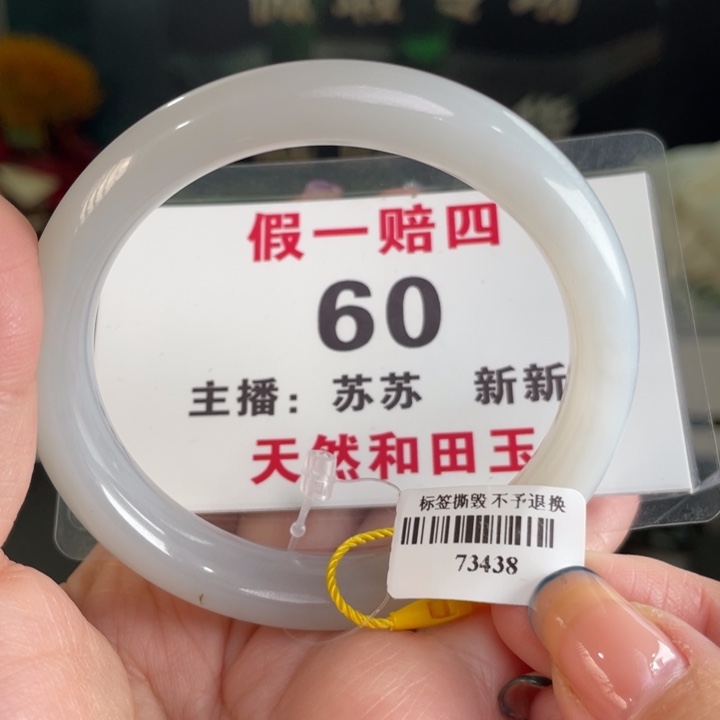 假一赔四
60
主播：苏苏 新新
天然和田玉
标签撕毁 不予退换
73438